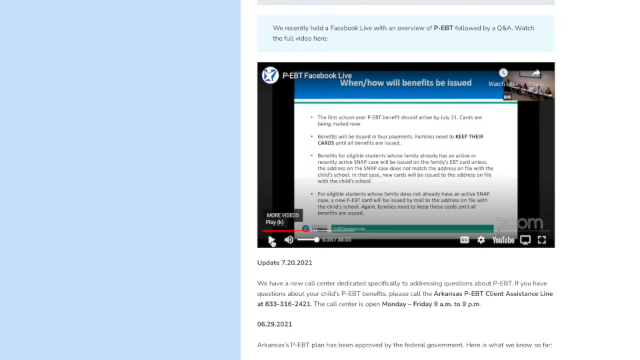 We recently held a Facebook Live with an overview of P-EBT followed by a Q&A. Watch
the full video here:
P-EBT Facebook Live
When/how will benefits be issued
• The first school-year P-EBT benefit should arrive by July 31. Cards are
being mailed now.
• Benefits will be issued in four payments. Families need to KEEP THEIR
CARDS until all benefits are issued.
• Benefits for eligible students whose family already has an active or
recently active SNAP case will be issued on the family's EBT card unless
the address on the SNAP case does not match the address on file with
the child's school. In that case, new cards will be issued to the address on file
with the child's school.
• For eligible students whose family does not already have an active SNAP
case, a new P-EBT card will be issued by mail to the address on file with
the child's school. Again, families need to keep these cards until all
benefits are issued.
MORE VIDEOS
Play (k)
zoom
YouTube
Update 7.20.2021
We have a new call center dedicated specifically to addressing questions about P-EBT. If you have
questions about your child's P-EBT benefits, please call the Arkansas P-EBT Client Assistance Line
at 833-316-2421. The call center is open Monday - Friday 9 a.m. to 9 p.m.
06.29.2021
Arkansas's P-EBT plan has been approved by the federal government. Here is what we know so far: